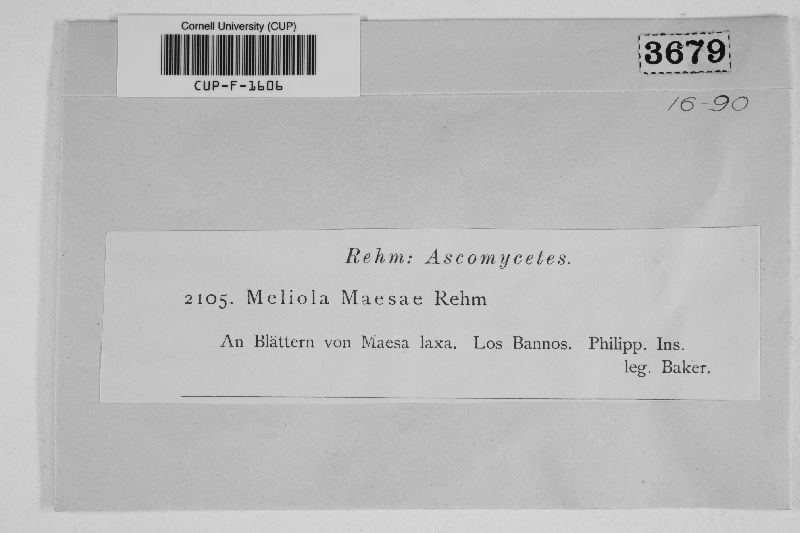 Cornell University (CUP)
CUP-F-1606
3679
16-90
Rehm: Ascomycetes.
2105. Meliola Maesae Rehm
An Blättern von Maesa laxa. Los Bannos. Philipp. Ins.
leg. Baker.